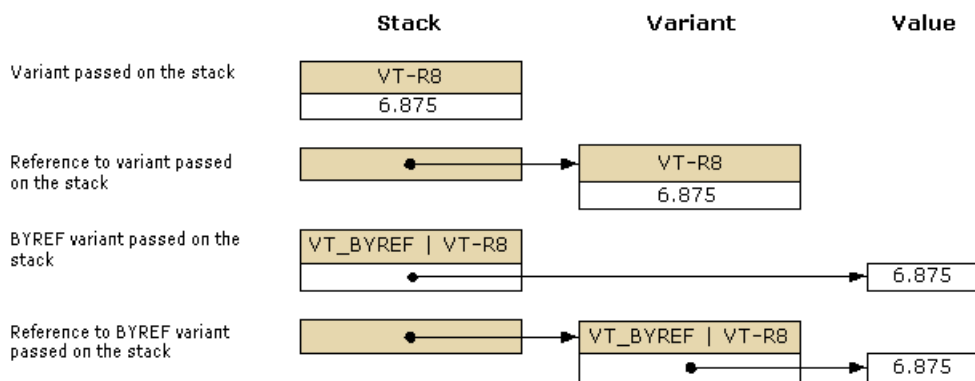 Stack Variant Value
Variant passed on the stack
VT-R8
6.875
Reference to variant passed
on the stack
VT-R8
6.875
BYREF variant passed on the
stack
VT_BYREF | VT-R8
6.875
Reference to BYREF variant
passed on the stack
VT_BYREF | VT-R8
6.875